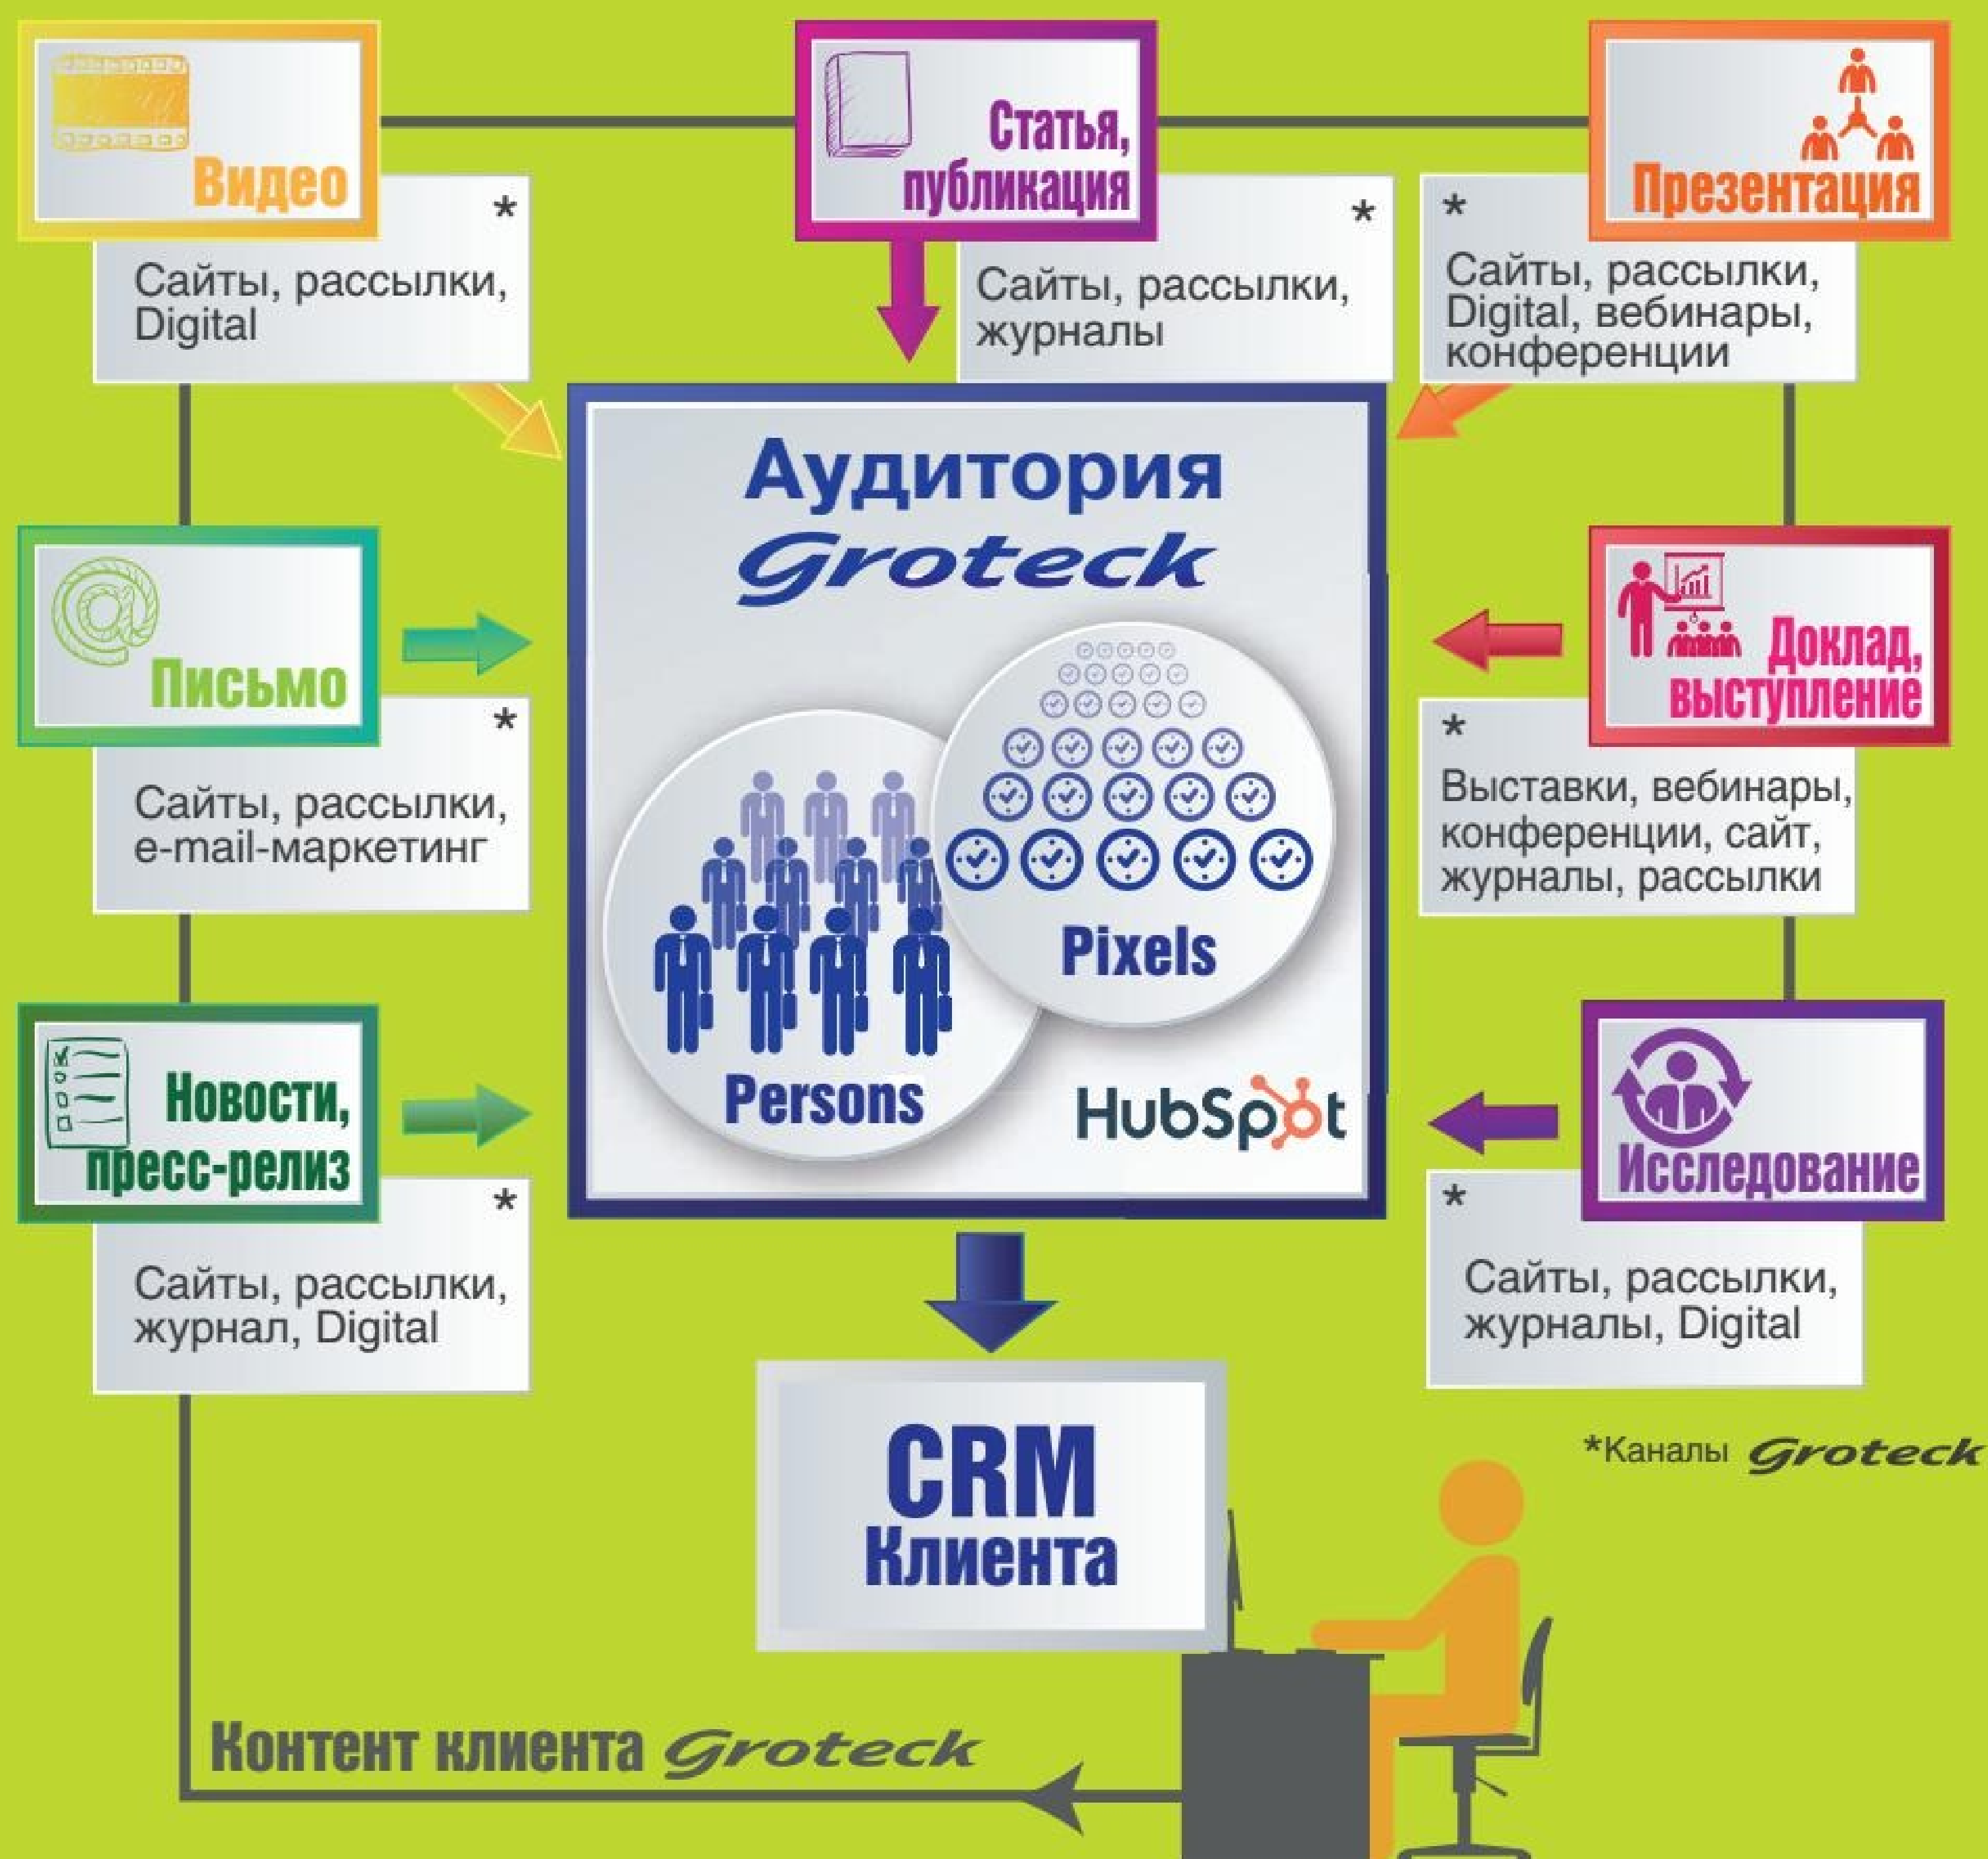 Видео
*
Сайты, рассылки,
Digital
Статья,
публикация
*
Сайты, рассылки,
журналы
Презентация
*
Сайты, рассылки,
Digital, вебинары,
конференции
Аудитория
Groteck
Pixels
Persons
HubSpot
Письмо
*
Сайты, рассылки,
e-mail-маркетинг
Доклад,
выступление
*
Выставки, вебинары,
конференции, сайт,
журналы, рассылки
Новости,
пресс-релиз
*
Сайты, рассылки,
журнал, Digital
Исследование
*
Сайты, рассылки,
журналы, Digital
*Каналы Groteck
CRM
Клиента
Контент клиента Groteck